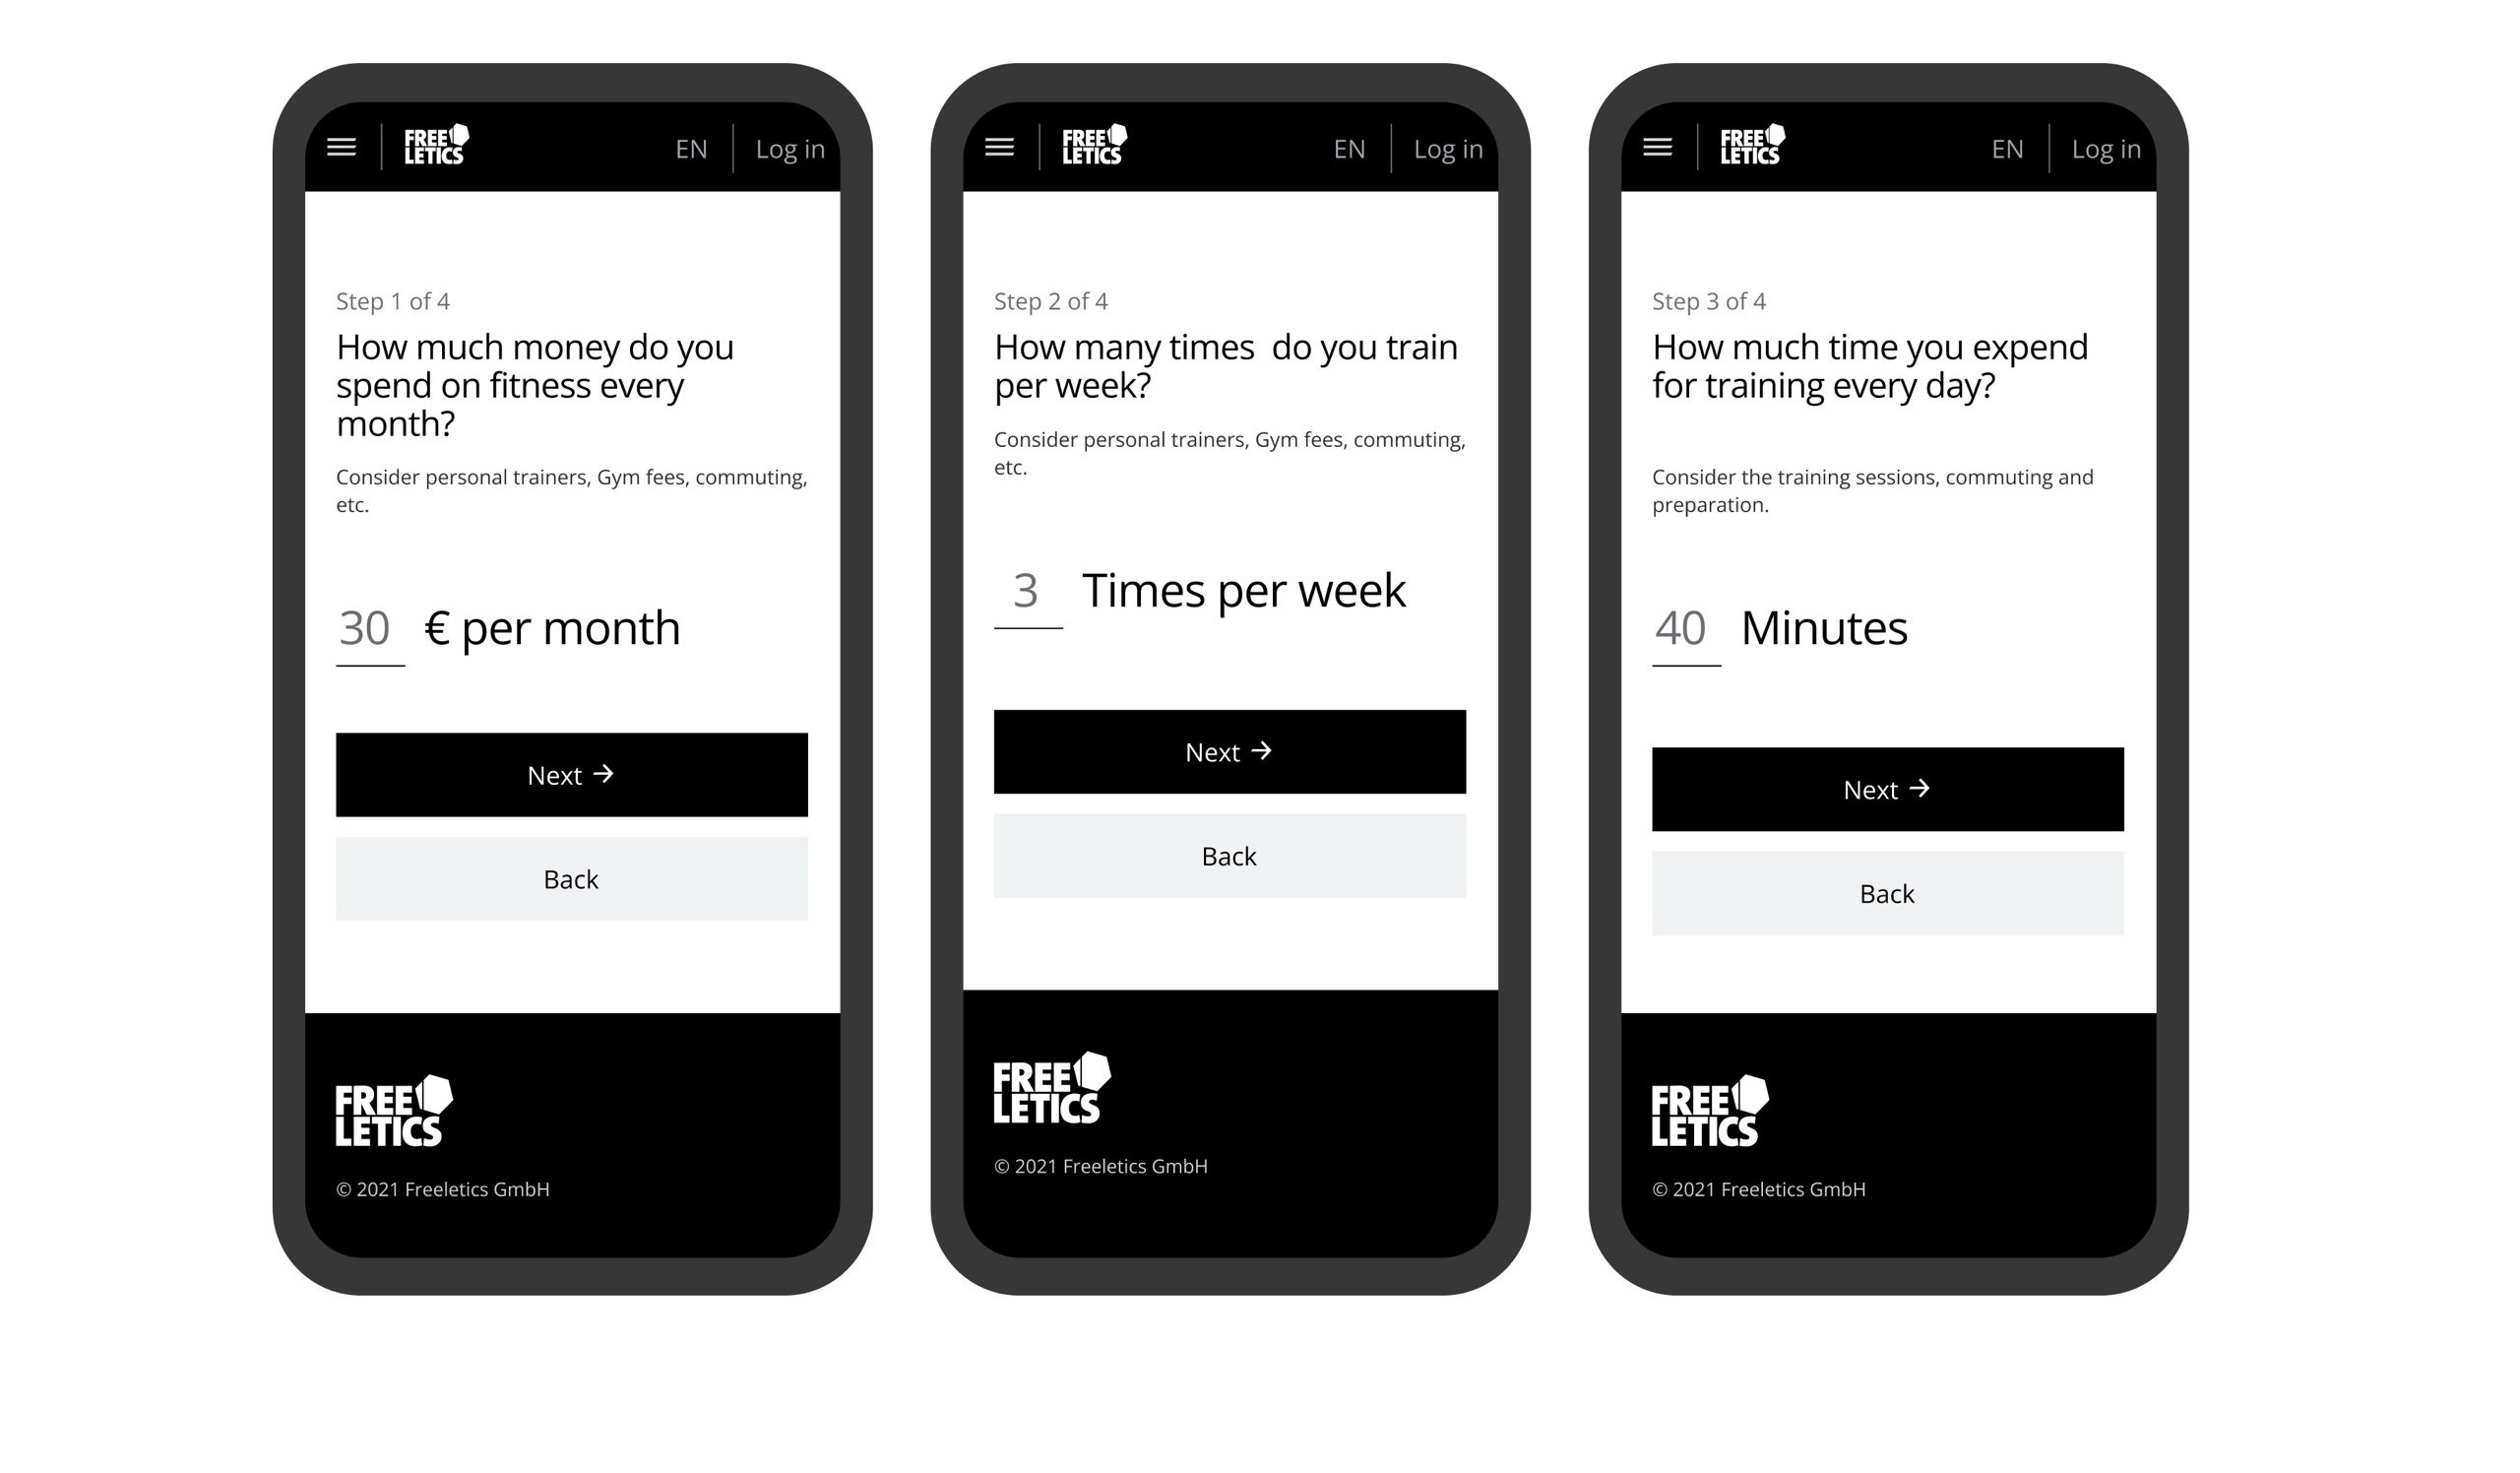 FREE
LETICS
EN
Log in
Step 1 of 4
How much money do you
spend on fitness every
month?
Consider personal trainers, Gym fees, commuting,
etc.
30 € per month
Next →
Back
FREE
LETICS
© 2021 Freeletics GmbH
FREE
LETICS
EN
Log in
Step 2 of 4
How many times  do you train
per week?
Consider personal trainers, Gym fees, commuting,
etc.
3 Times per week
Next →
Back
FREE
LETICS
© 2021 Freeletics GmbH
FREE
LETICS
EN
Log in
Step 3 of 4
How much time you expend
for training every day?
Consider the training sessions, commuting and
preparation.
40 Minutes
Next →
Back
FREE
LETICS
© 2021 Freeletics GmbH